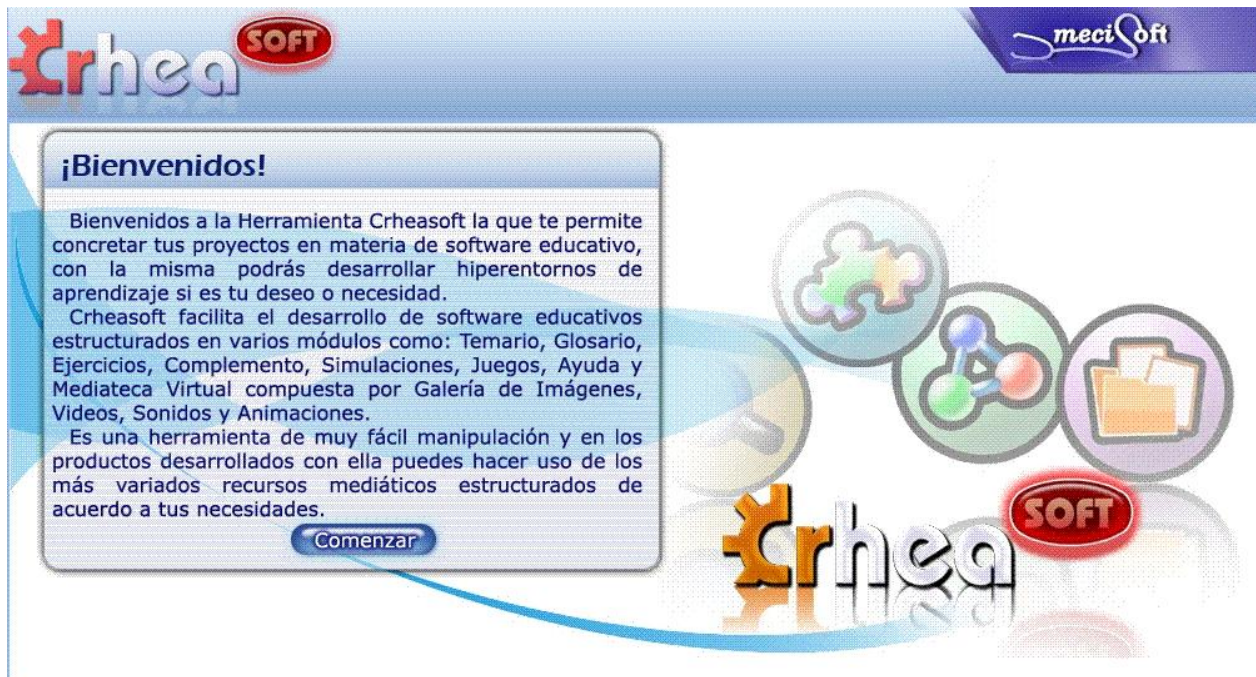 Crhea SOFT
meciSoft
¡Bienvenidos!
Bienvenidos a la Herramienta Crheasoft la que te permite
concretar tus proyectos en materia de software educativo,
con la misma podrás desarrollar hiperentornos de
aprendizaje si es tu deseo o necesidad.
Crheasoft facilita el desarrollo de software educativos
estructurados en varios módulos como: Temario, Glosario,
Ejercicios, Complemento, Simulaciones, Juegos, Ayuda y
Mediateca Virtual compuesta por Galería de Imágenes,
Videos, Sonidos y Animaciones.
Es una herramienta de muy fácil manipulación y en los
productos desarrollados con ella puedes hacer uso de los
más variados recursos mediáticos estructurados de
acuerdo a tus necesidades.
Comenzar
Crhea SOFT